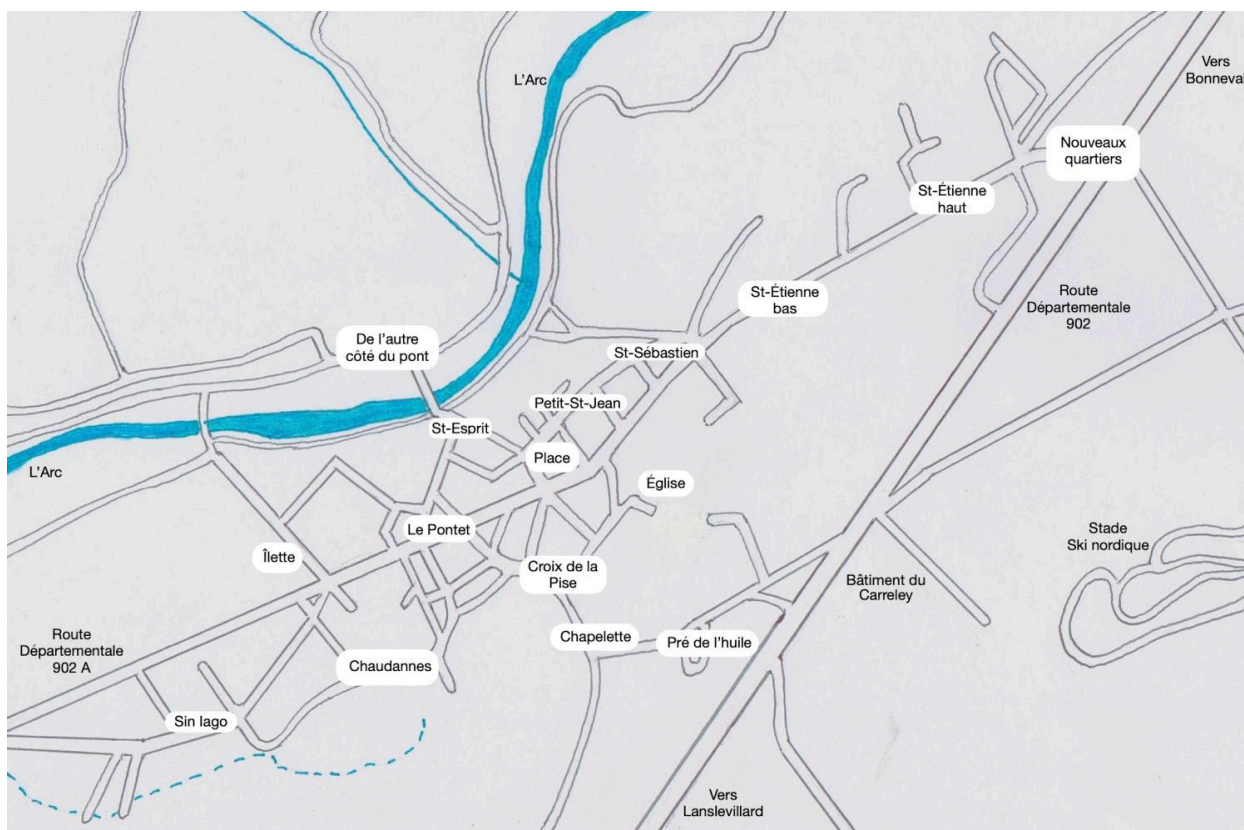 L'Arc
Vers
Bonneval
Nouveaux
quartiers
St-Étienne
haut
St-Étienne
bas
Route
Départementale
902
De l'autre
côté du pont
St-Sébastien
Petit-St-Jean
St-Esprit
Place
L'Arc
Église
Le Pontet
Îlette
Croix de la
Pise
Stade
Ski nordique
Bâtiment du
Carreley
Route
Départementale
902 A
Chapelette
Pré de l'huile
Chaudannes
Sin lago
Vers
Lanslevillard